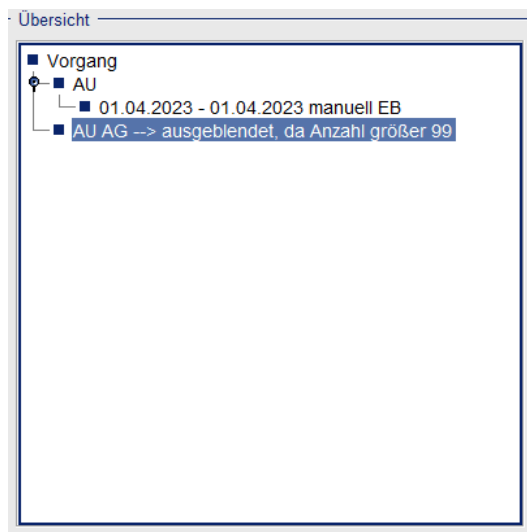 Übersicht
Vorgang
AU
01.04.2023 - 01.04.2023 manuell EB
AU AG --> ausgeblendet, da Anzahl größer 99